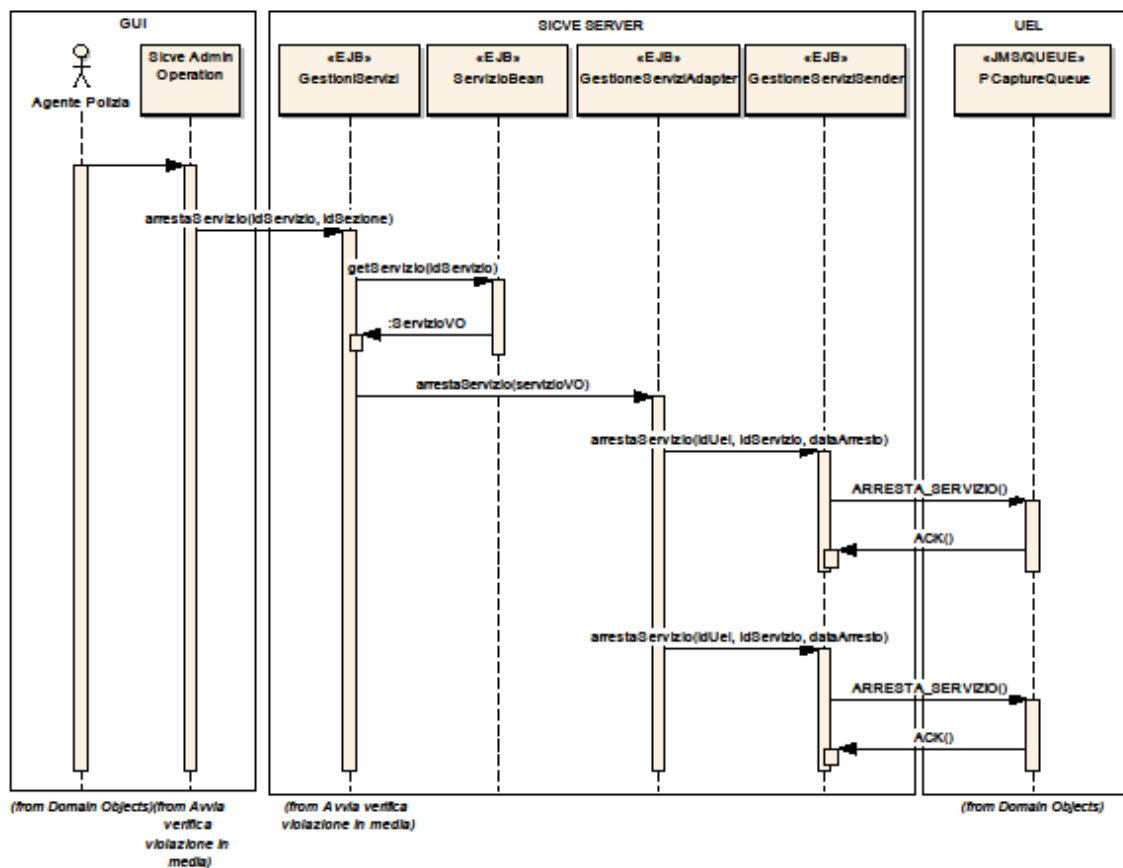 GUI
SICVE SERVER
UEL
Agente Polizia
Sicve Admin
Operation
«EJB»
GestioniServizi
«EJB»
ServizioBean
«EJB»
GestioneServiziAdapter
«EJB»
GestioneServiziSender
«JMS/QUEUE»
PCaptureQueue
arrestaServizio(idServizio, idSezione)
getServizio(idServizio)
:ServizioVO
arrestaServizio(servizioVO)
arrestaServizio(idUel, idServizio, dataArresto)
ARRESTA_SERVIZIO()
ACK()
arrestaServizio(idUel, idServizio, dataArresto)
ARRESTA_SERVIZIO()
ACK()
(from Domain Objects)
(from Avvia
verifica
violazione in
media)
(from Avvia verifica
violazione in media)
(from Domain Objects)